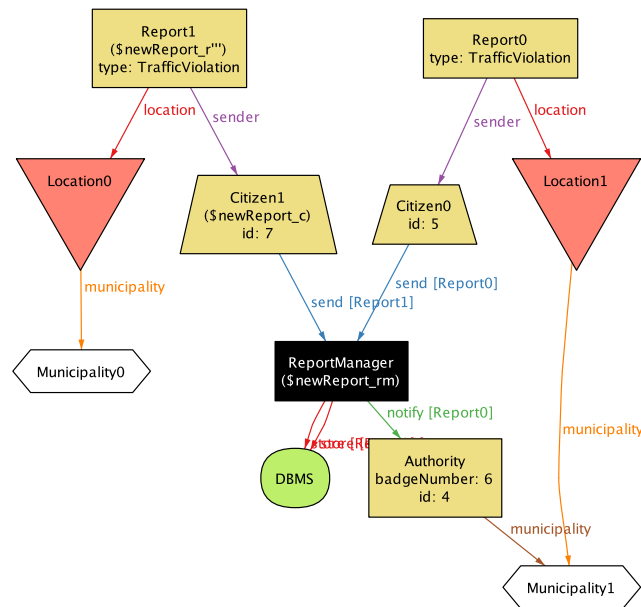 Report1
($newReport_r''')
type: TrafficViolation
Report0
type: TrafficViolation
location
sender
sender
location
Location0
Citizen1
($newReport_c)
id: 7
Citizen0
id: 5
Location1
municipality
send [Report1]
send [Report0]
Municipality0
ReportManager
($newReport_rm)
notify [Report0]
municipality
DBMS
Authority
badgeNumber: 6
id: 4
municipality
Municipality1